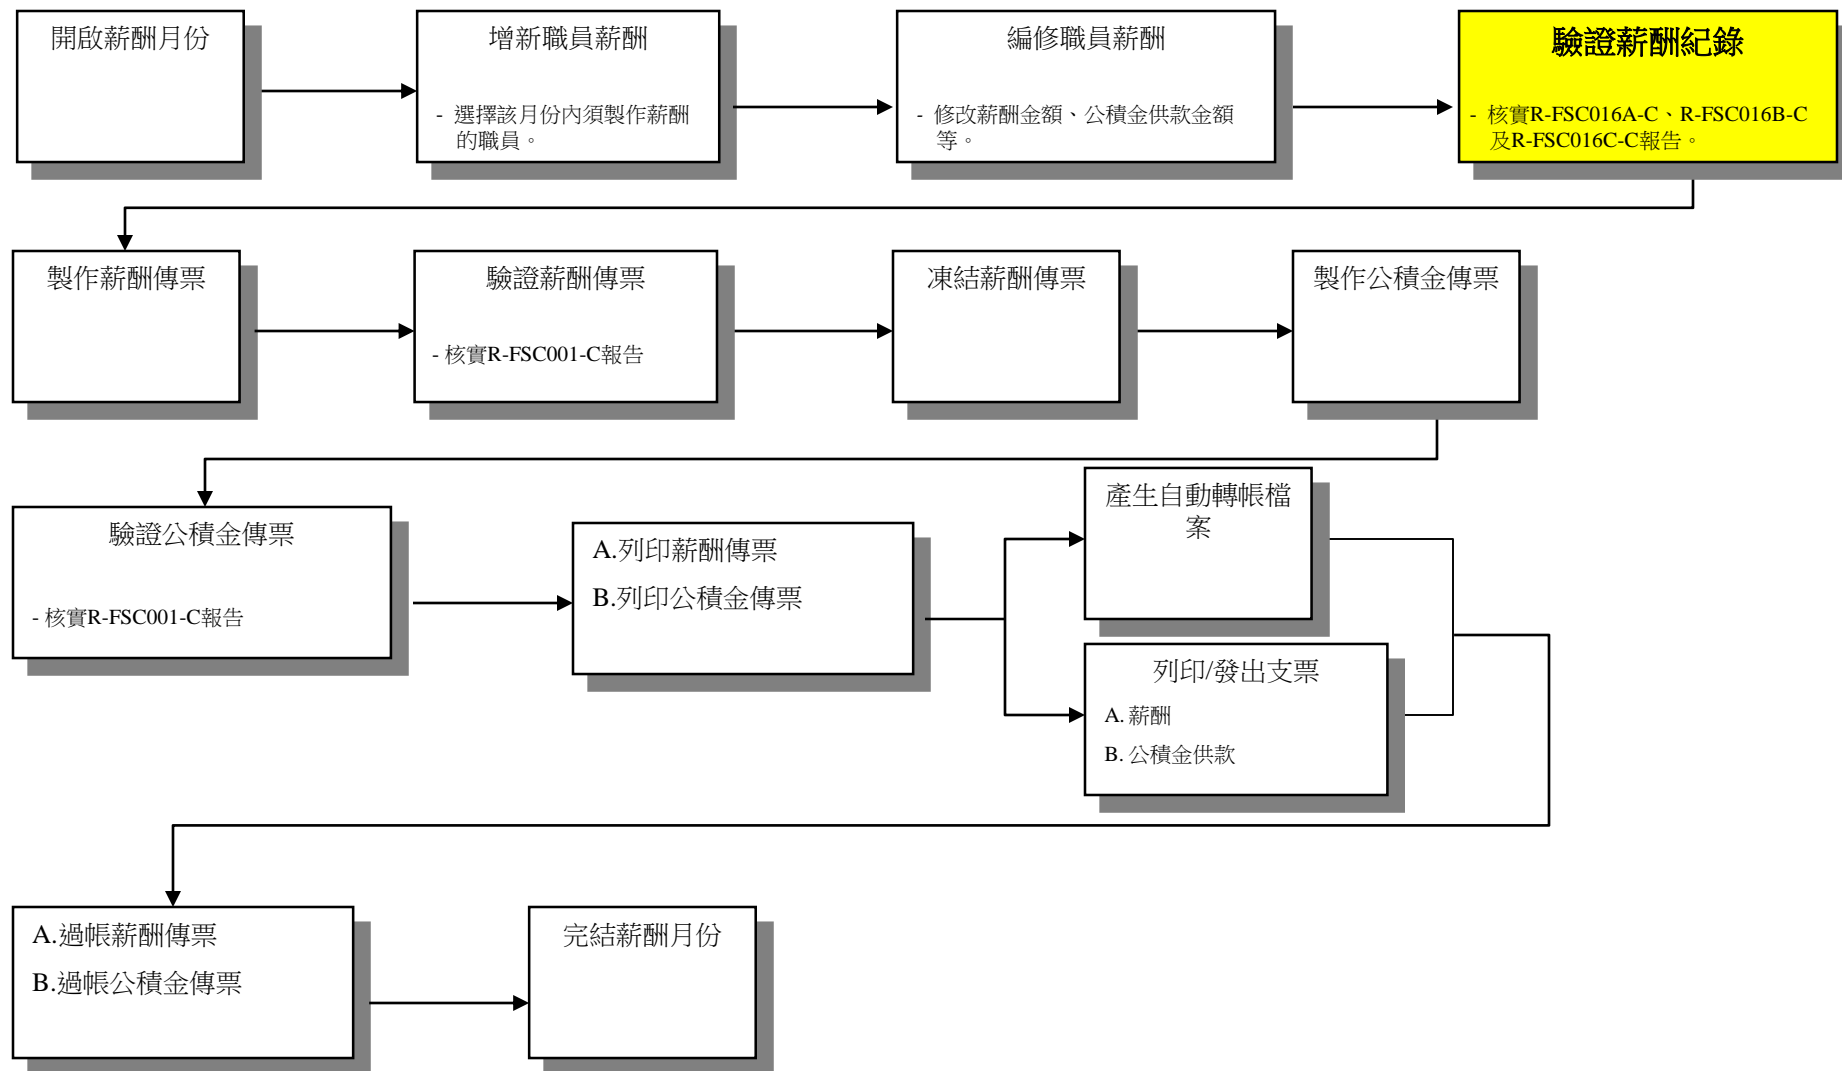 開啟薪酬月份
增新職員薪酬
- 選擇該月份內須製作薪酬
的職員。
編修職員薪酬
- 修改薪酬金額、公積金供款金額
等。
驗證薪酬紀錄
- 核實R-FSC016A-C、R-FSC016B-C
及R-FSC016C-C報告。
製作薪酬傳票
驗證薪酬傳票
- 核實R-FSC001-C報告
凍結薪酬傳票
製作公積金傳票
驗證公積金傳票
- 核實R-FSC001-C報告
A.列印薪酬傳票
B.列印公積金傳票
產生自動轉帳檔
案
列印/發出支票
A. 薪酬
B. 公積金供款
A.過帳薪酬傳票
B.過帳公積金傳票
完結薪酬月份